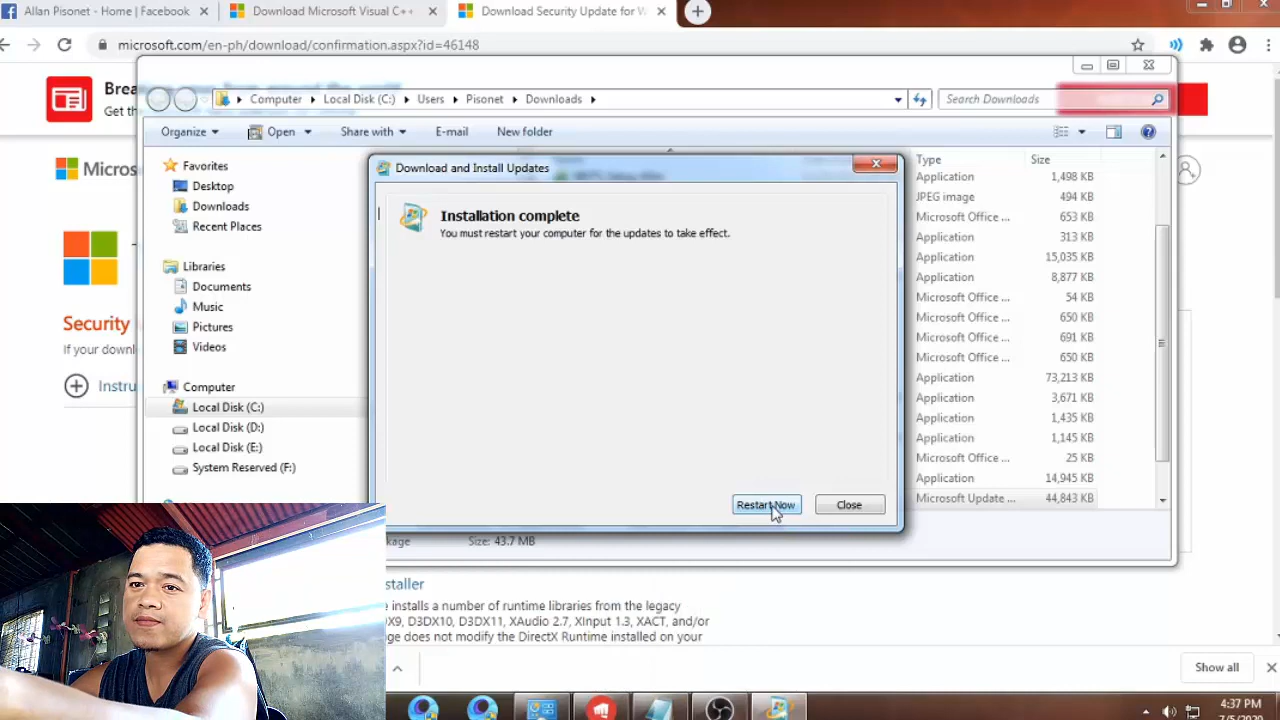 Allan Pisonet - Home | Facebook
Download Microsoft Visual C++
Download Security Update for W
microsoft.com/en-ph/download/confirmation.aspx?id=46148
Brea
Get th
Computer
Local Disk (C:)
Users
Pisonet
Downloads
Search Downloads
Organize
Open
Share with
E-mail
New folder
Micros
Favorites
Desktop
Downloads
Recent Places
Libraries
Documents
Music
Pictures
Videos
Computer
Local Disk (C:)
Local Disk (D:)
Local Disk (E:)
System Reserved (F:)
Security
If your downl
Instru
Download and Install Updates
Installation complete
You must restart your computer for the updates to take effect.
Restart Now
Close
Type Size
Application 1,498 KB
JPEG image 494 KB
Microsoft Office ... 653 KB
Application 313 KB
Application 15,035 KB
Application 8,877 KB
Microsoft Office ... 54 KB
Microsoft Office ... 650 KB
Microsoft Office ... 691 KB
Microsoft Office ... 650 KB
Application 73,213 KB
Application 3,671 KB
Application 1,435 KB
Application 1,145 KB
Microsoft Office ... 25 KB
Application 14,945 KB
Microsoft Update ... 44,843 KB
kage Size: 43.7 MB
staller
e installs a number of runtime libraries from the legacy
X9, D3DX10, D3DX11, XAudio 2.7, XInput 1.3, XACT, and/or
ge does not modify the DirectX Runtime installed on your
Show all
4:37 PM
7/5/2020